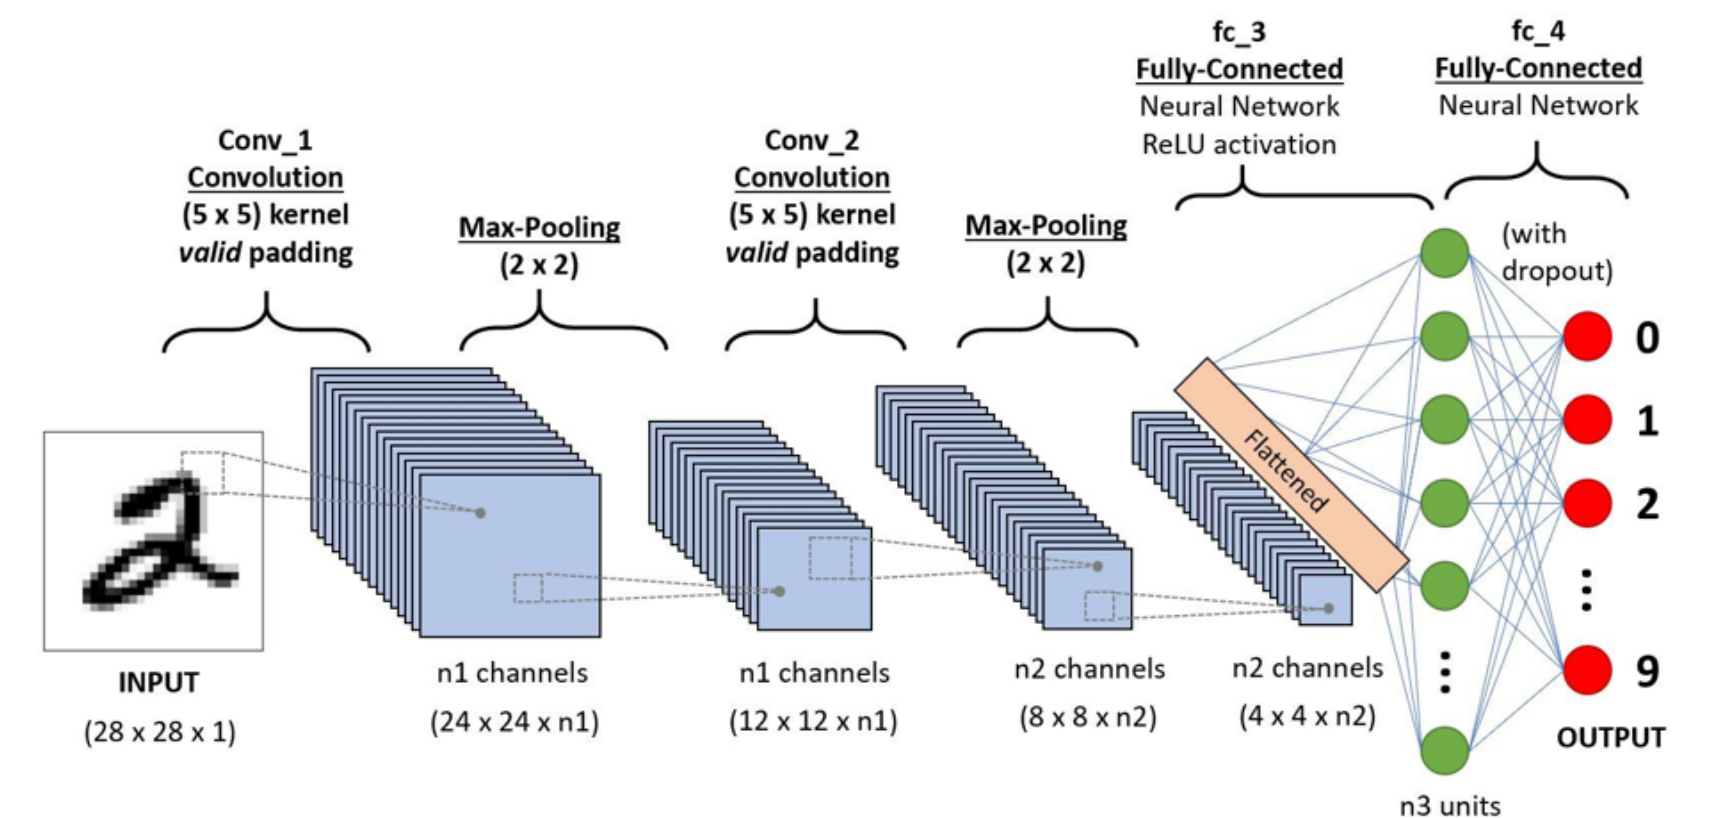 Conv_1
Convolution
(5 x 5) kernel
valid padding
Max-Pooling
(2 x 2)
Conv_2
Convolution
(5 x 5) kernel
valid padding
Max-Pooling
(2 x 2)
fc_3
Fully-Connected
Neural Network
ReLU activation
fc_4
Fully-Connected
Neural Network
(with
dropout)
Flattened
0
1
2
9
OUTPUT
INPUT
(28 x 28 x 1)
n1 channels
(24 x 24 x n1)
n1 channels
(12 x 12 x n1)
n2 channels
(8 x 8 x n2)
n2 channels
(4 x 4 x n2)
n3 units
2